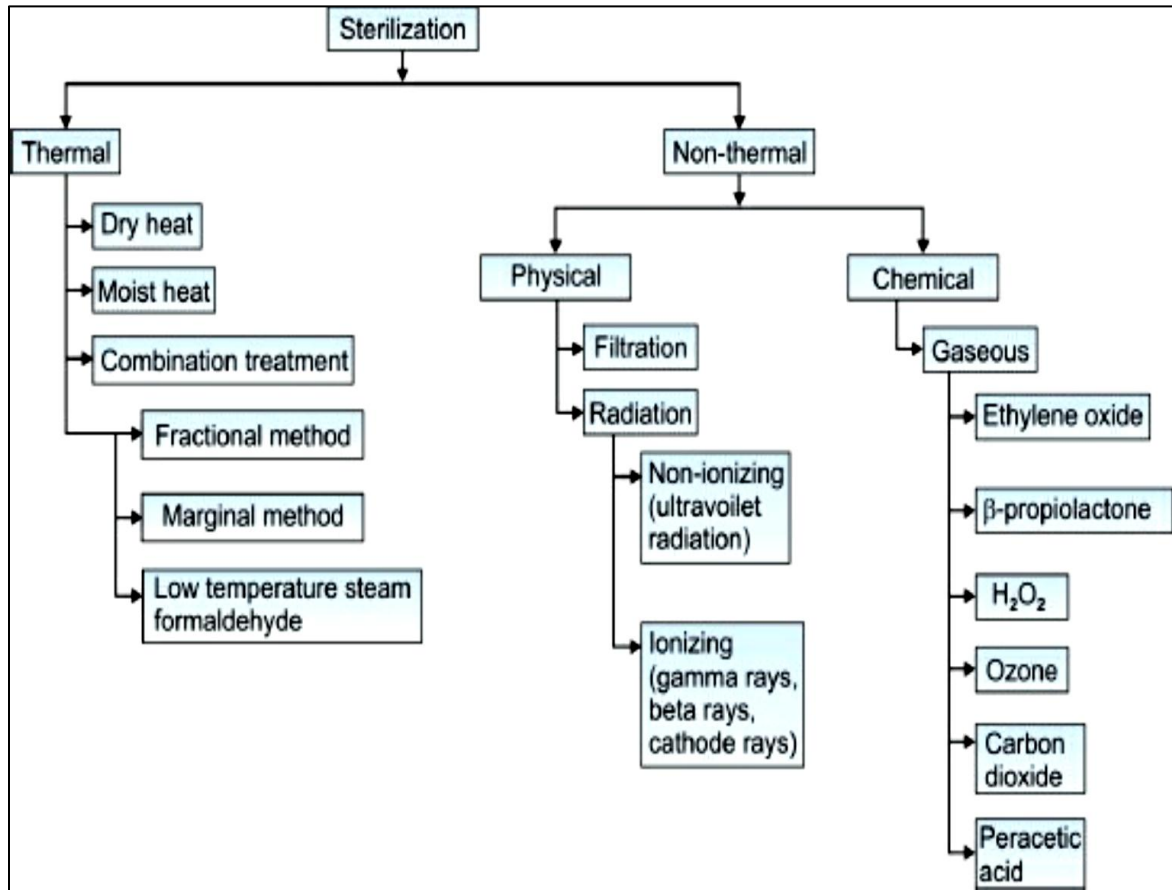 Sterilization
Thermal
Non-thermal
Dry heat
Moist heat
Combination treatment
Fractional method
Marginal method
Low temperature steam
formaldehyde
Physical
Chemical
Filtration
Radiation
Non-ionizing
(ultravoilet
radiation)
Ionizing
(gamma rays,
beta rays,
cathode rays)
Gaseous
Ethylene oxide
β-propiolactone
H₂O₂
Ozone
Carbon
dioxide
Peracetic
acid